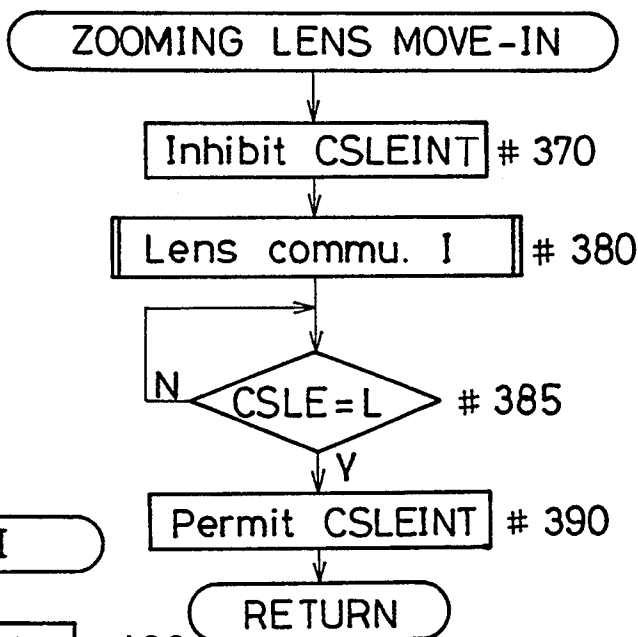 ZOOMING LENS MOVE-IN
Inhibit CSLEINT # 370
Lens commu. I # 380
N
CSLE=L # 385
Y
Permit CSLEINT # 390
I
RETURN